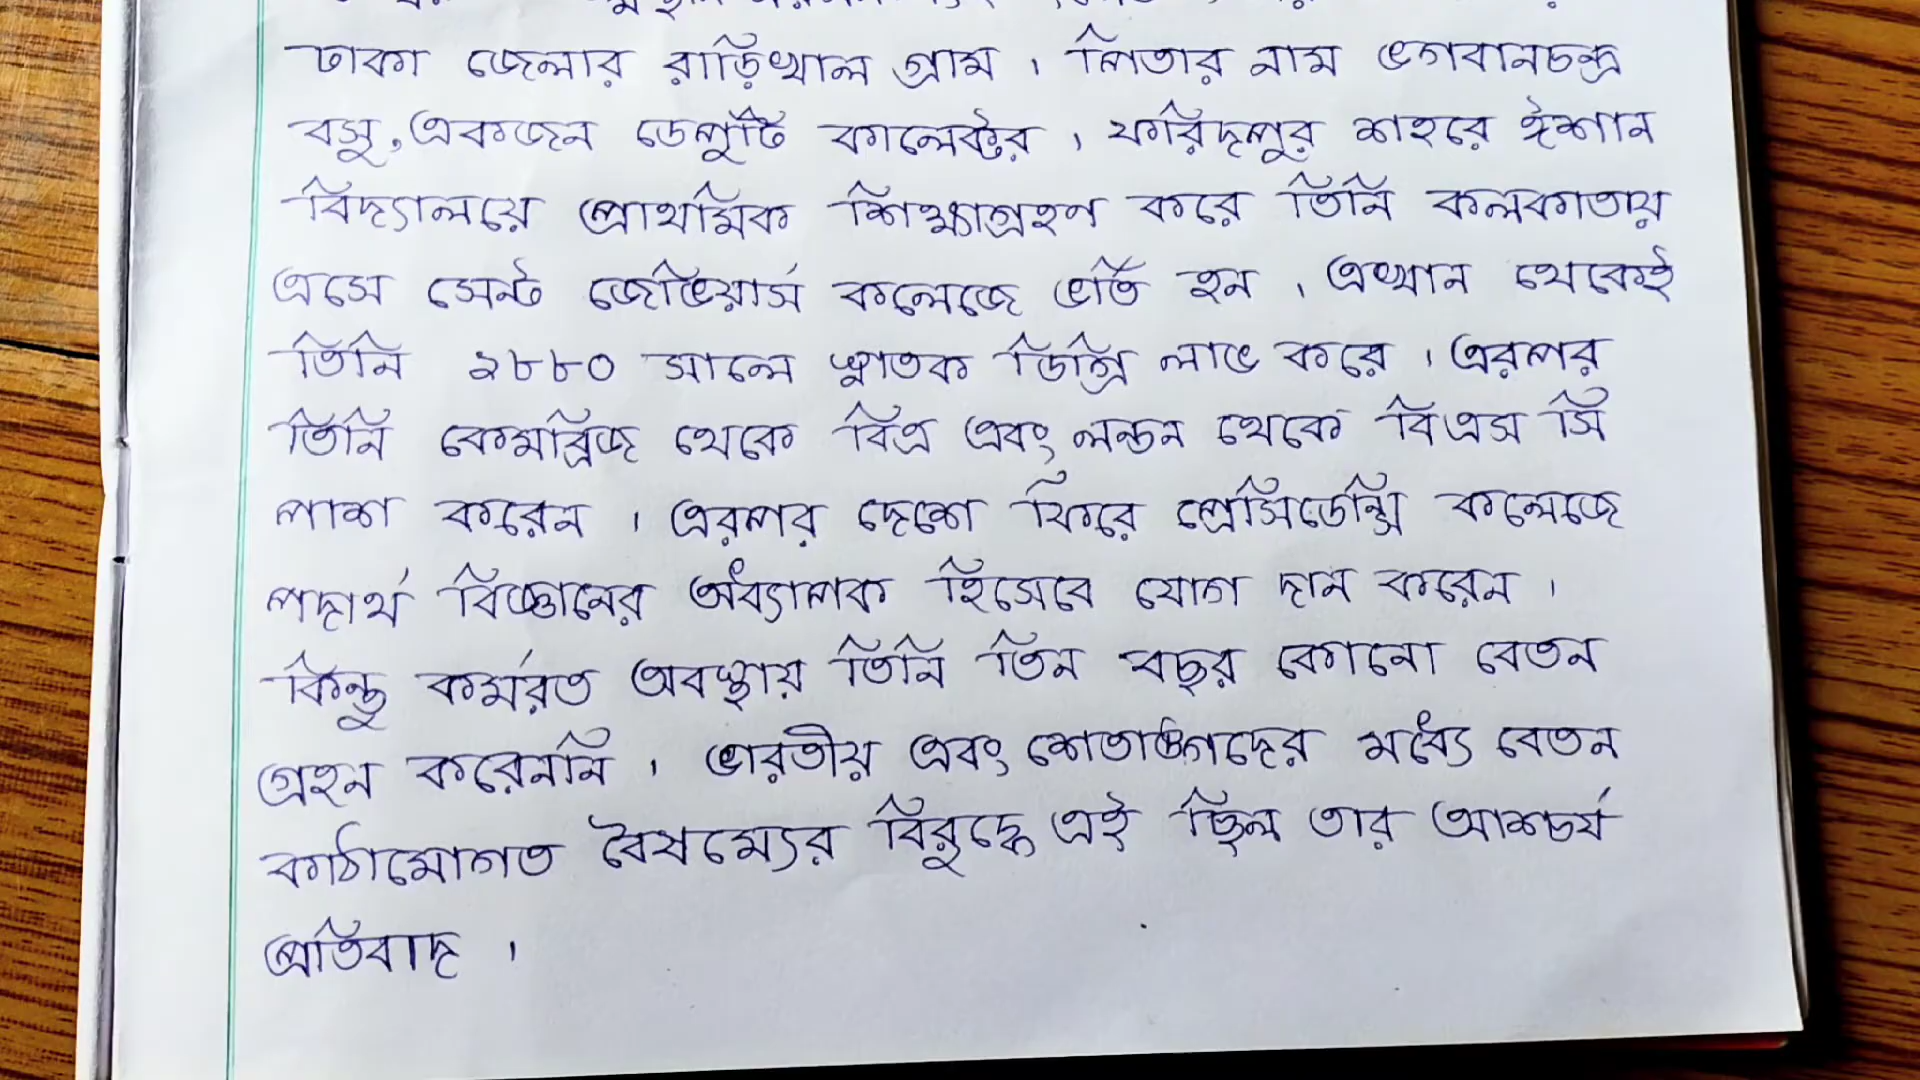 ঢাকা জেলার রাড়িখাল গ্রাম । পিতার নাম ভগবানচন্দ্র
বসু, একজন ডেপুটি কালেক্টর । ফরিদপুর শহরে ঈশান
বিদ্যালয়ে প্রাথমিক শিক্ষাগ্রহণ করে তিনি কলকাতায়
এসে সেন্ট জেভিয়ার্স কলেজে ভর্তি হন । এখান থেকেই
তিনি ১৮৮০ সালে স্নাতক ডিগ্রি লাভ করে । এরপর
তিনি কেমব্রিজ থেকে বিএ এবং লন্ডন থেকে বিএস সি
পাশ করেন । এরপর দেশে ফিরে প্রেসিডেন্সি কলেজে
পদার্থ বিজ্ঞানের অধ্যাপক হিসেবে যোগ দান করেন ।
কিন্তু কর্মরত অবস্থায় তিনি তিন বছর কোনো বেতন
গ্রহন করেননি । ভারতীয় এবং শেতাঙ্গদের মধ্যে বেতন
কাঠামোগত বৈষম্যের বিরুদ্ধে এই ছিল তার আশ্চর্য
প্রতিবাদ ।